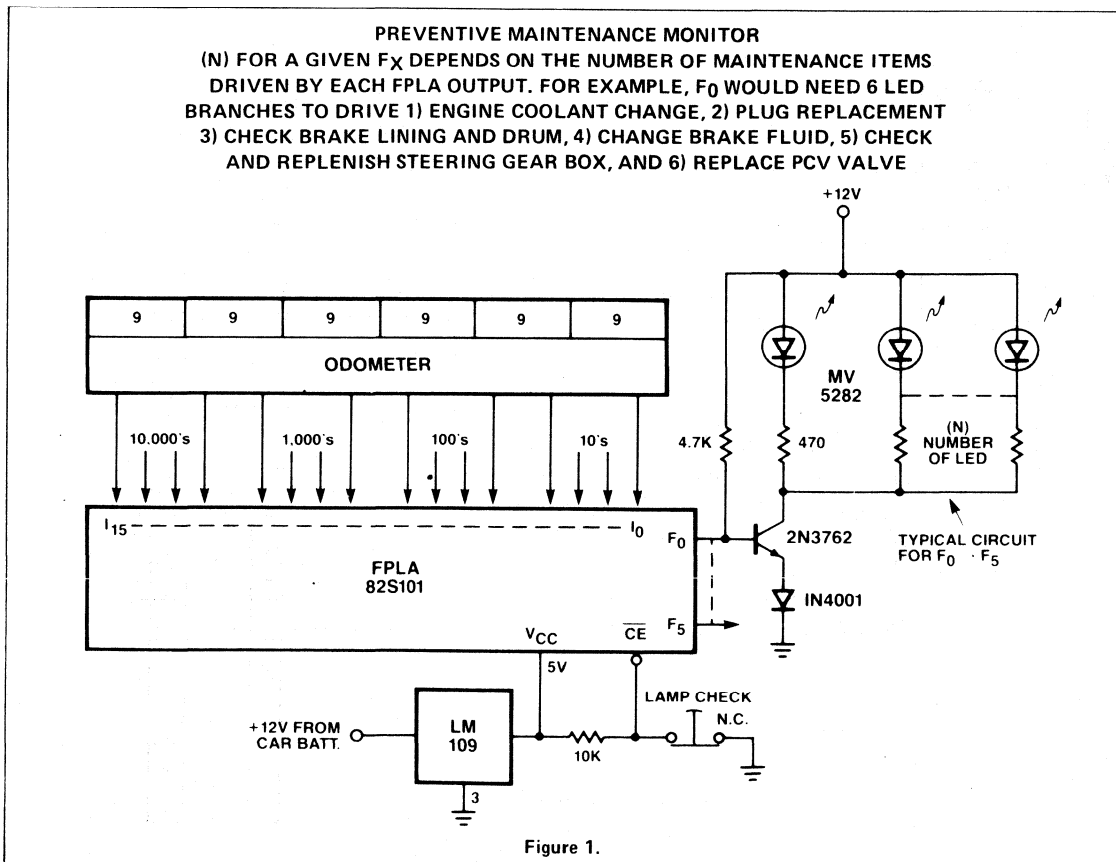 PREVENTIVE MAINTENANCE MONITOR
(N) FOR A GIVEN FX DEPENDS ON THE NUMBER OF MAINTENANCE ITEMS
DRIVEN BY EACH FPLA OUTPUT. FOR EXAMPLE, F0 WOULD NEED 6 LED
BRANCHES TO DRIVE 1) ENGINE COOLANT CHANGE, 2) PLUG REPLACEMENT
3) CHECK BRAKE LINING AND DRUM, 4) CHANGE BRAKE FLUID, 5) CHECK
AND REPLENISH STEERING GEAR BOX, AND 6) REPLACE PCV VALVE
+12V
9 9 9 9 9 9
ODOMETER
MV
5282
10,000's 1,000's 100's 10's
4.7K
470
(N)
NUMBER
OF LED
I15 I0
F0
2N3762
TYPICAL CIRCUIT
FOR F0 - F5
FPLA
82S101
IN4001
F5
VCC
CE
5V
LAMP CHECK
N.C.
+12V FROM
CAR BATT.
LM
109
10K
3
Figure 1.